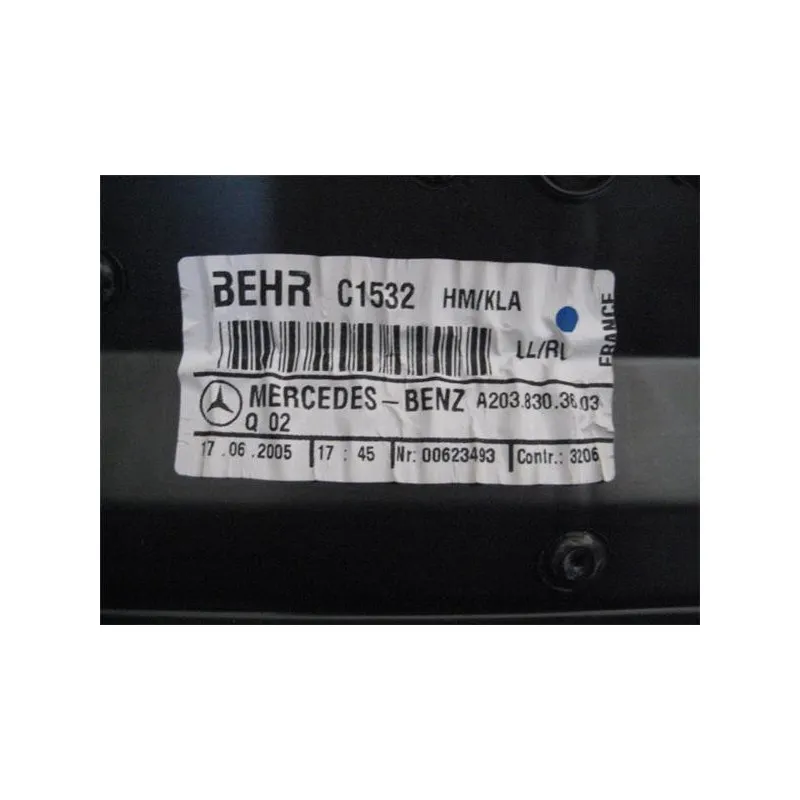 BEHR C1532 HM/KLA
LL/RL
FRANCE
MERCEDES-BENZ A203.830.36.03
Q 02
17.06.2005 17:45 Nr: 00623493 Contr.: 3206